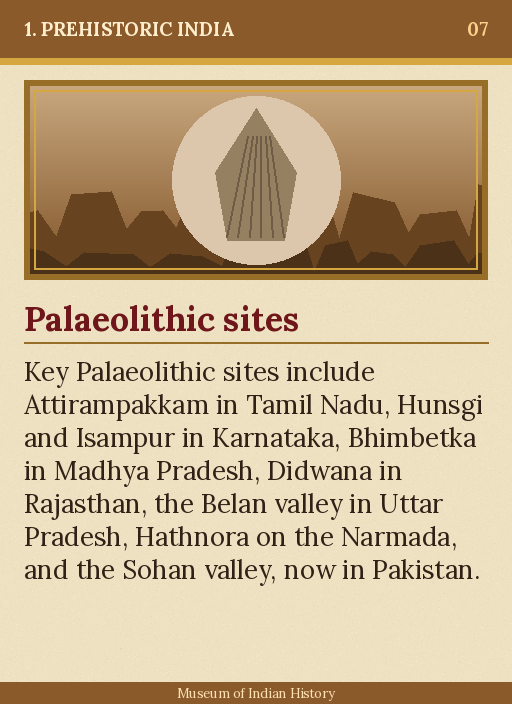 1. PREHISTORIC INDIA
07
Palaeolithic sites
Key Palaeolithic sites include
Attirampakkam in Tamil Nadu, Hunsgi
and Isampur in Karnataka, Bhimbetka
in Madhya Pradesh, Didwana in
Rajasthan, the Belan valley in Uttar
Pradesh, Hathnora on the Narmada,
and the Sohan valley, now in Pakistan.
Museum of Indian History